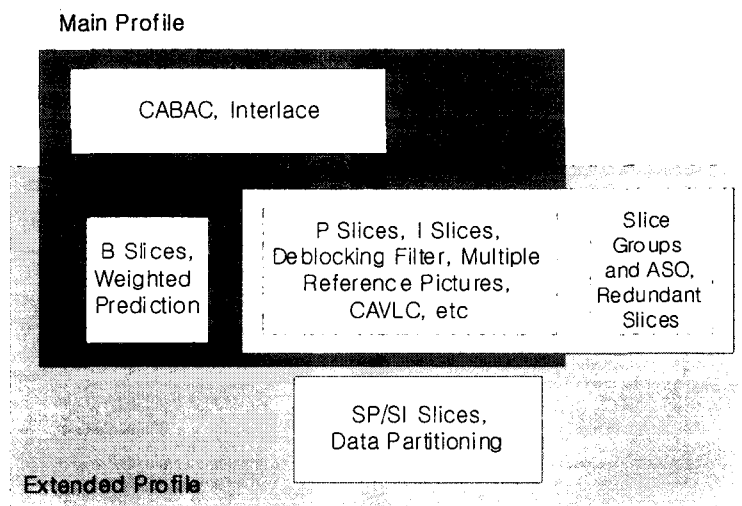 Main Profile
CABAC, Interlace
B Slices,
Weighted
Prediction
P Slices, I Slices,
Deblocking Filter, Multiple
Reference Pictures,
CAVLC, etc
Slice
Groups
and ASO,
Redundant
Slices
SP/SI Slices,
Data Partitioning
Extended Profile